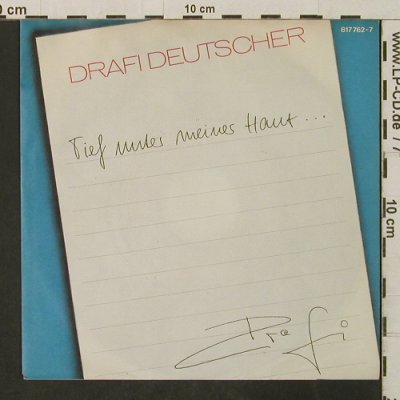 0 cm
10 cm
DRAFI DEUTSCHER
817 762-7
Tief unter meiner Haut...
Drafi
10 cm
www.LP-CD.de / 7